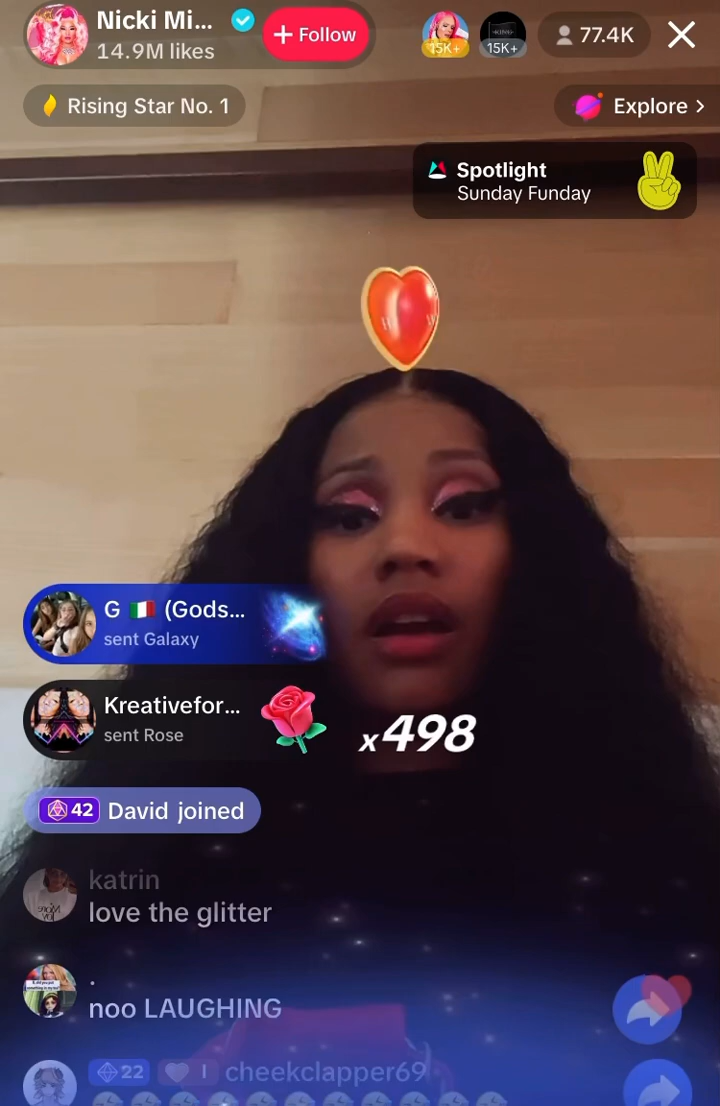 Nicki Mi...
+ Follow
14.9M likes
15K+
15K+
77.4K
Rising Star No. 1
Explore >
Spotlight
Sunday Funday
G 🇮🇹 (Gods...
sent Galaxy
Kreativefor...
sent Rose
x498
42 David joined
katrin
love the glitter
.
noo LAUGHING
22 I cheekclapper69